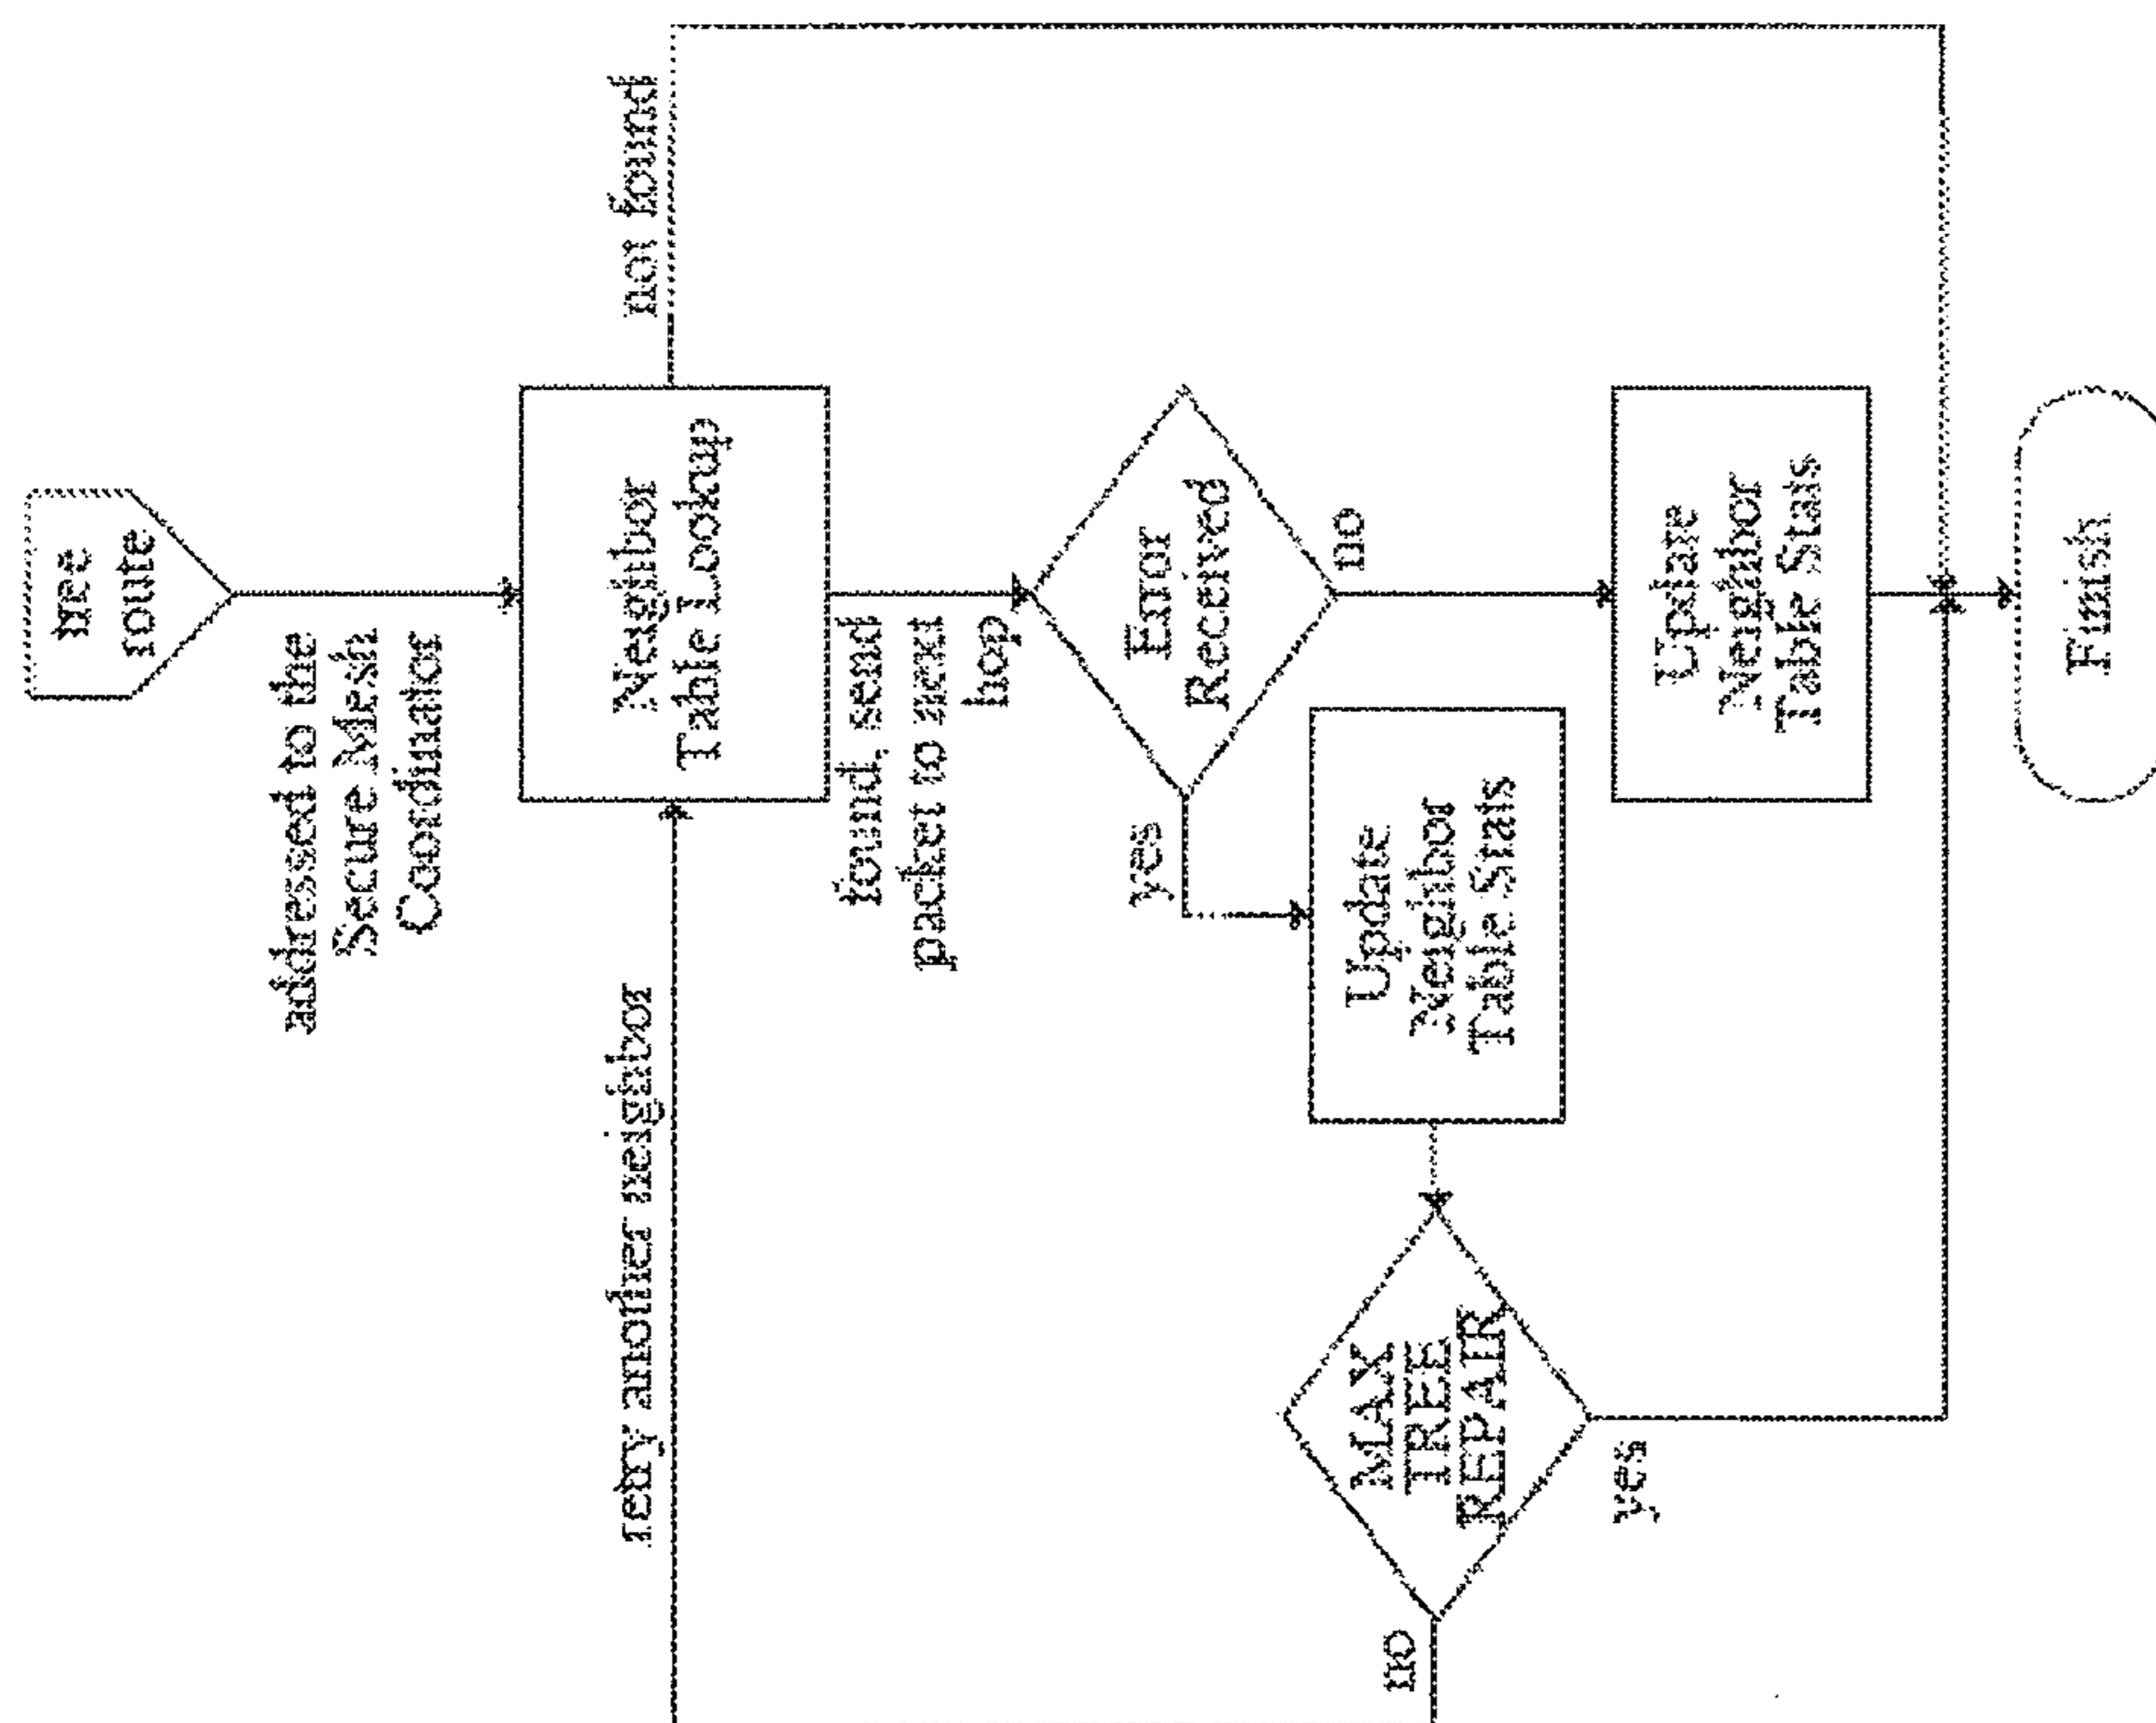 tree
route
addressed to the
Secure Mesh
Coordinator
Neighbor
Table Lookup
not found
retry another neighbor
found, send
packet to next
hop
Error
Received
yes
no
Update
Neighbor
Table Stats
Update
Neighbor
Table Stats
MAX
TREE
REPAIR
no
yes
Finish